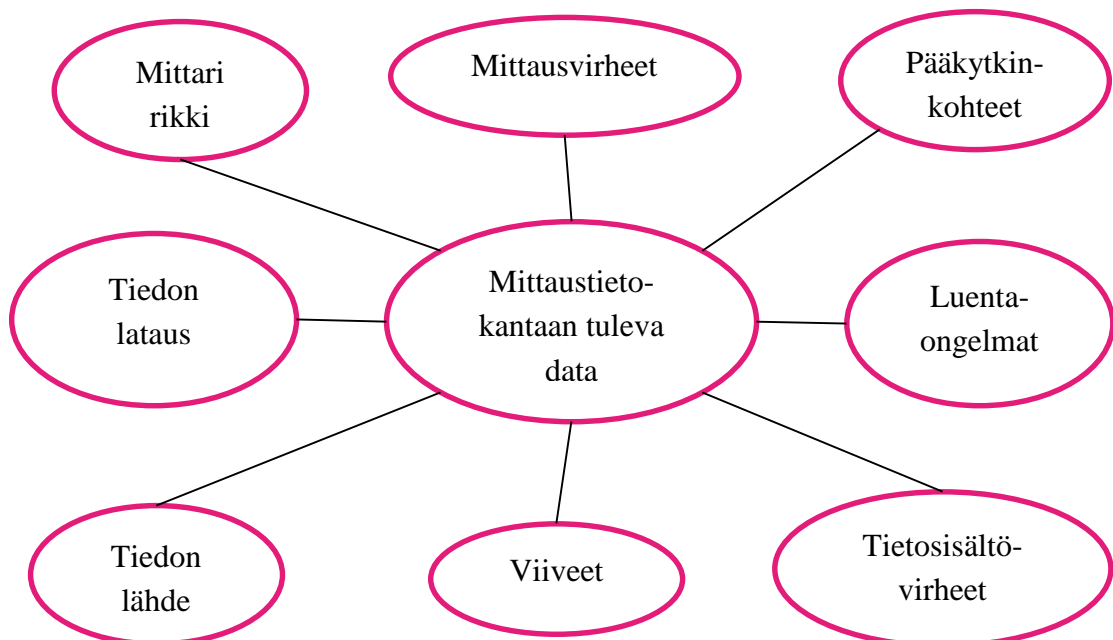 Mittari
rikki
Mittausvirheet
Pääkytkin-
kohteet
Tiedon
lataus
Mittaustieto-
kantaan tuleva
data
Luenta-
ongelmat
Tiedon
lähde
Viiveet
Tietosisältö-
virheet